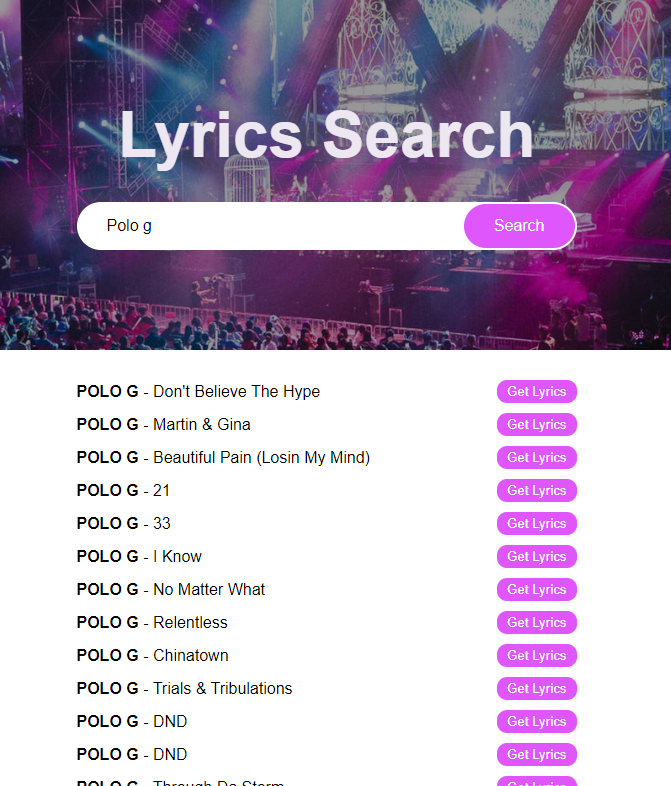 Lyrics Search
Polo g Search
POLO G - Don't Believe The Hype Get Lyrics
POLO G - Martin & Gina Get Lyrics
POLO G - Beautiful Pain (Losin My Mind) Get Lyrics
POLO G - 21 Get Lyrics
POLO G - 33 Get Lyrics
POLO G - I Know Get Lyrics
POLO G - No Matter What Get Lyrics
POLO G - Relentless Get Lyrics
POLO G - Chinatown Get Lyrics
POLO G - Trials & Tribulations Get Lyrics
POLO G - DND Get Lyrics
POLO G - DND Get Lyrics
POLO G - Through Da Storm Get Lyrics